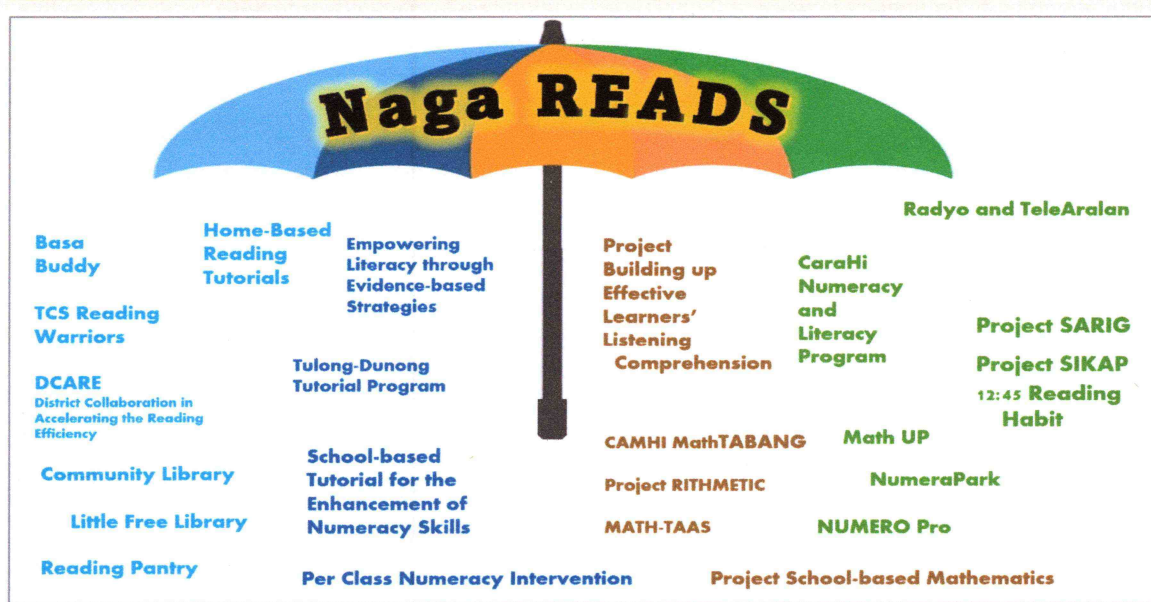 Naga READS
Basa
Buddy
TCS Reading
Warriors
DCARE
District Collaboration in
Accelerating the Reading
Efficiency
Community Library
Little Free Library
Reading Pantry
Home-Based
Reading
Tutorials
Empowering
Literacy through
Evidence-based
Strategies
Tulong-Dunong
Tutorial Program
School-based
Tutorial for the
Enhancement of
Numeracy Skills
Per Class Numeracy Intervention
Project
Building up
Effective
Learners'
Listening
Comprehension
CAMHI MathTABANG
Project RITHMETIC
MATH-TAAS
Project School-based Mathematics
Radyo and TeleAralan
CaraHi
Numeracy
and
Literacy
Program
Project SARIG
Project SIKAP
12:45 Reading
Habit
Math UP
NumeraPark
NUMERO Pro